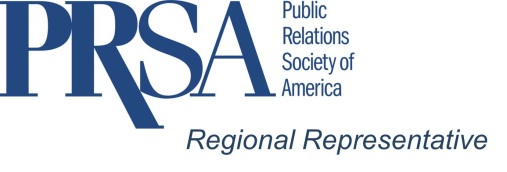 PRSA
Public
Relations
Society of
America
Regional Representative